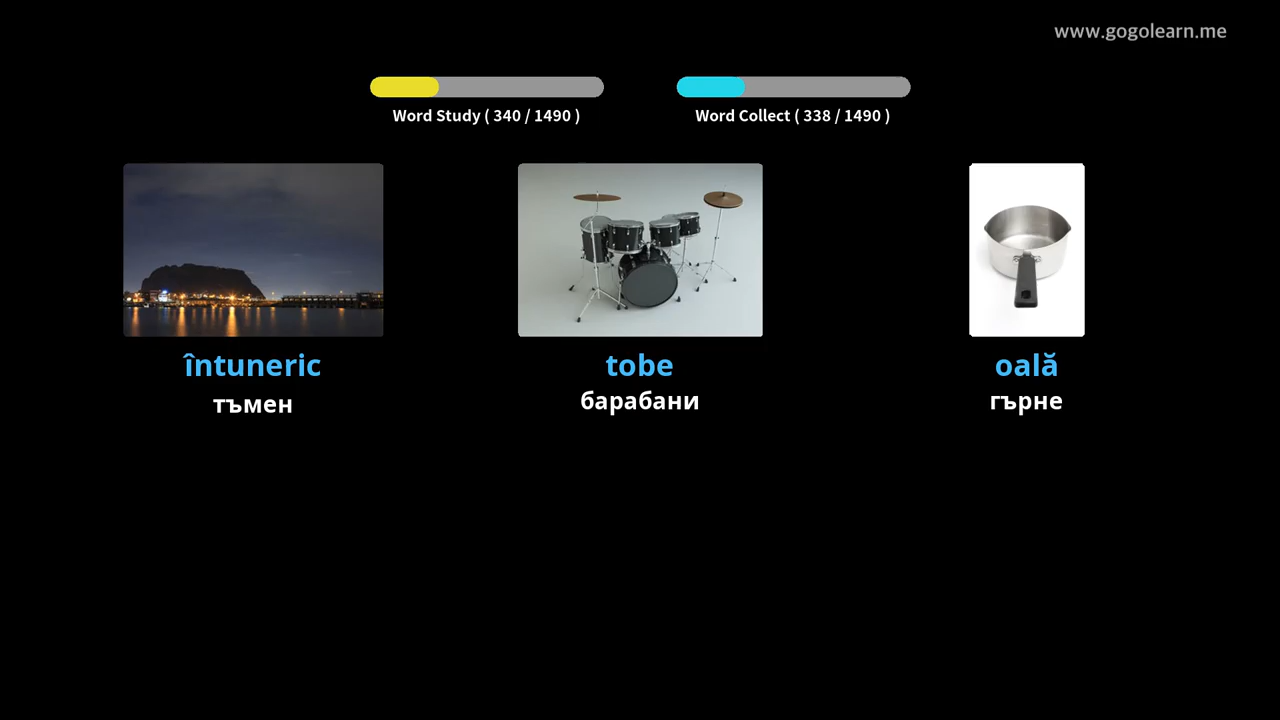 www.gogolearn.me
Word Study ( 340 / 1490 )
Word Collect ( 338 / 1490 )
întuneric
tobe
oală
тъмен
барабани
гърне